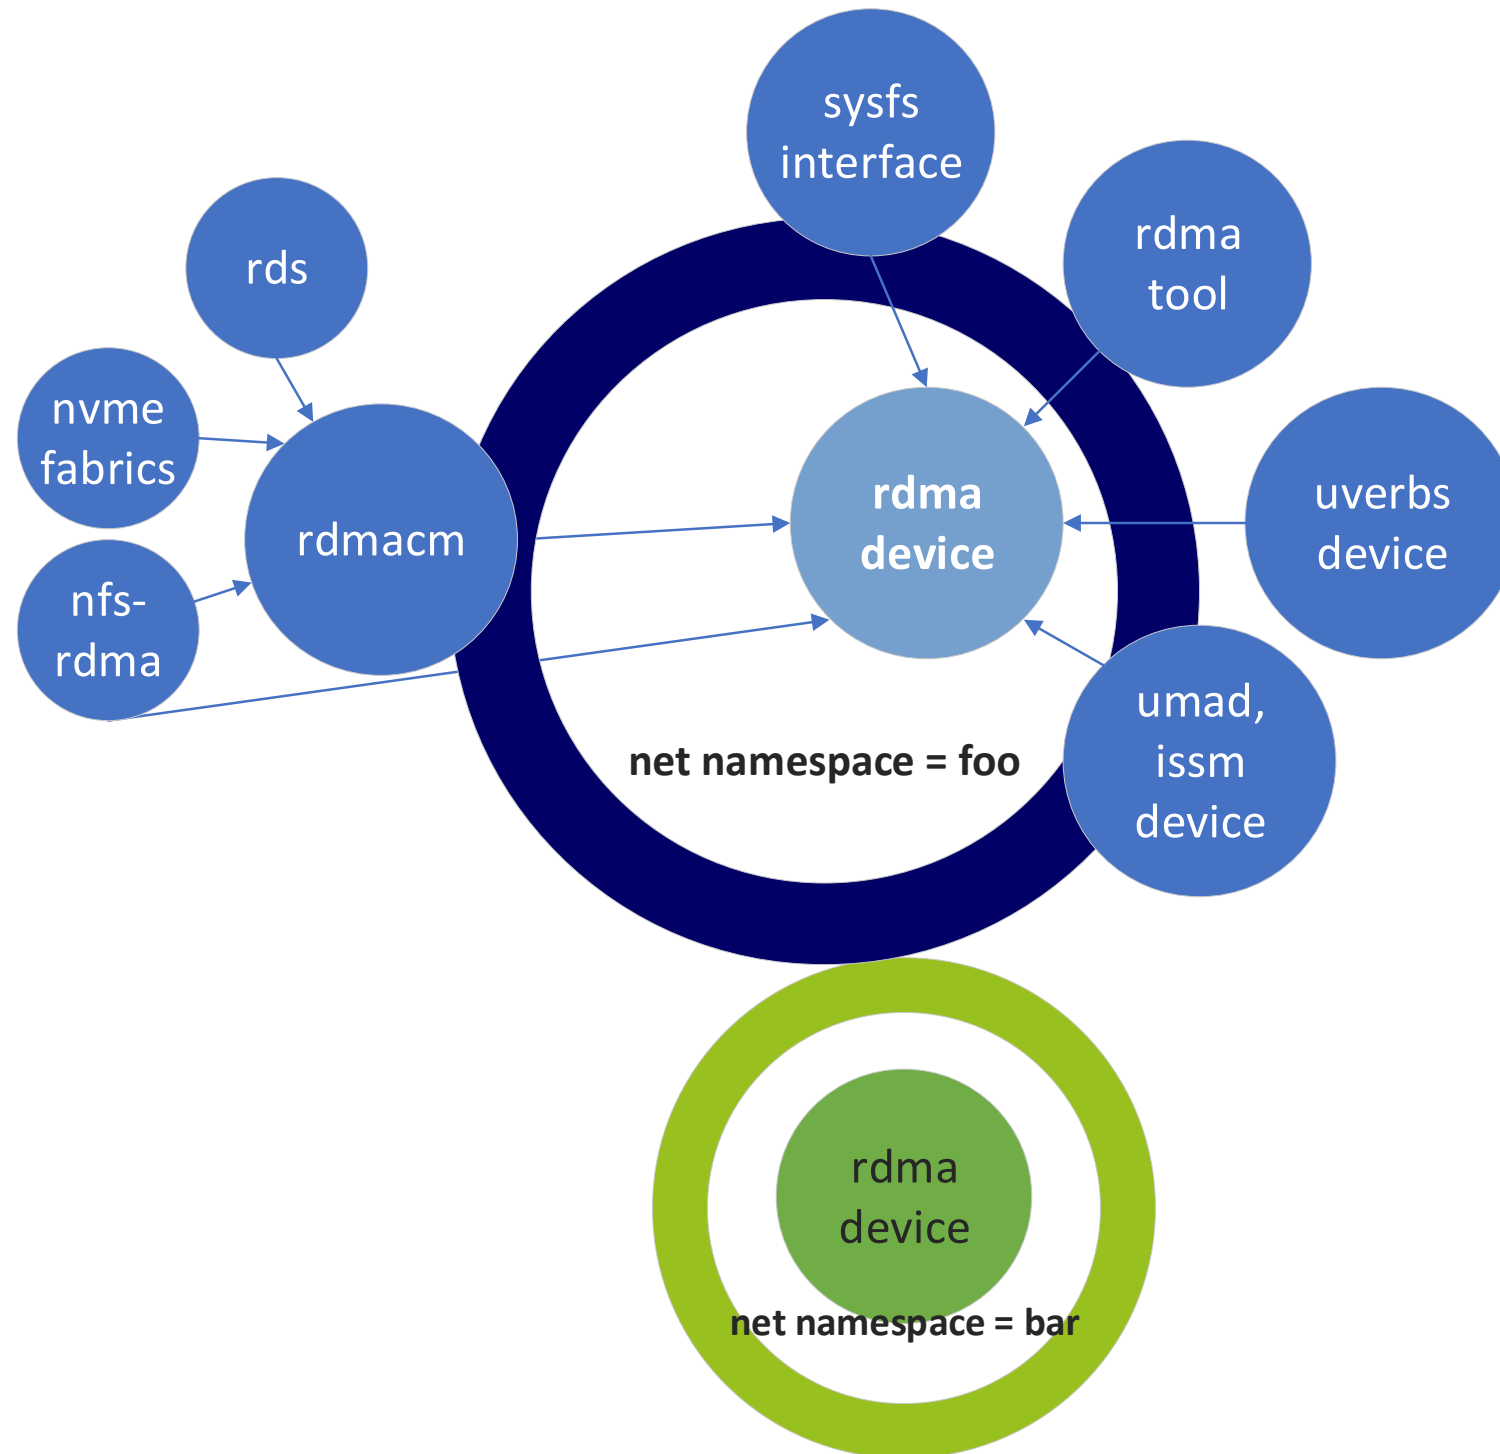 sysfs
interface
rdma
tool
rds
nvme
fabrics
rdmacm
rdma
device
uverbs
device
nfs-
rdma
umad,
issm
device
net namespace = foo
rdma
device
net namespace = bar